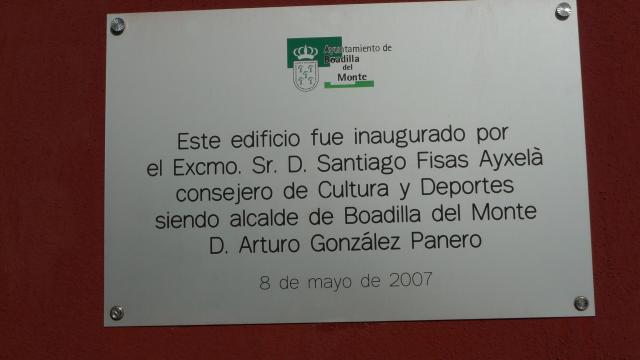 Ayuntamiento de
Boadilla
del
Monte
Este edificio fue inaugurado por
el Excmo. Sr. D. Santiago Fisas Ayxelà
consejero de Cultura y Deportes
siendo alcalde de Boadilla del Monte
D. Arturo González Panero
8 de mayo de 2007